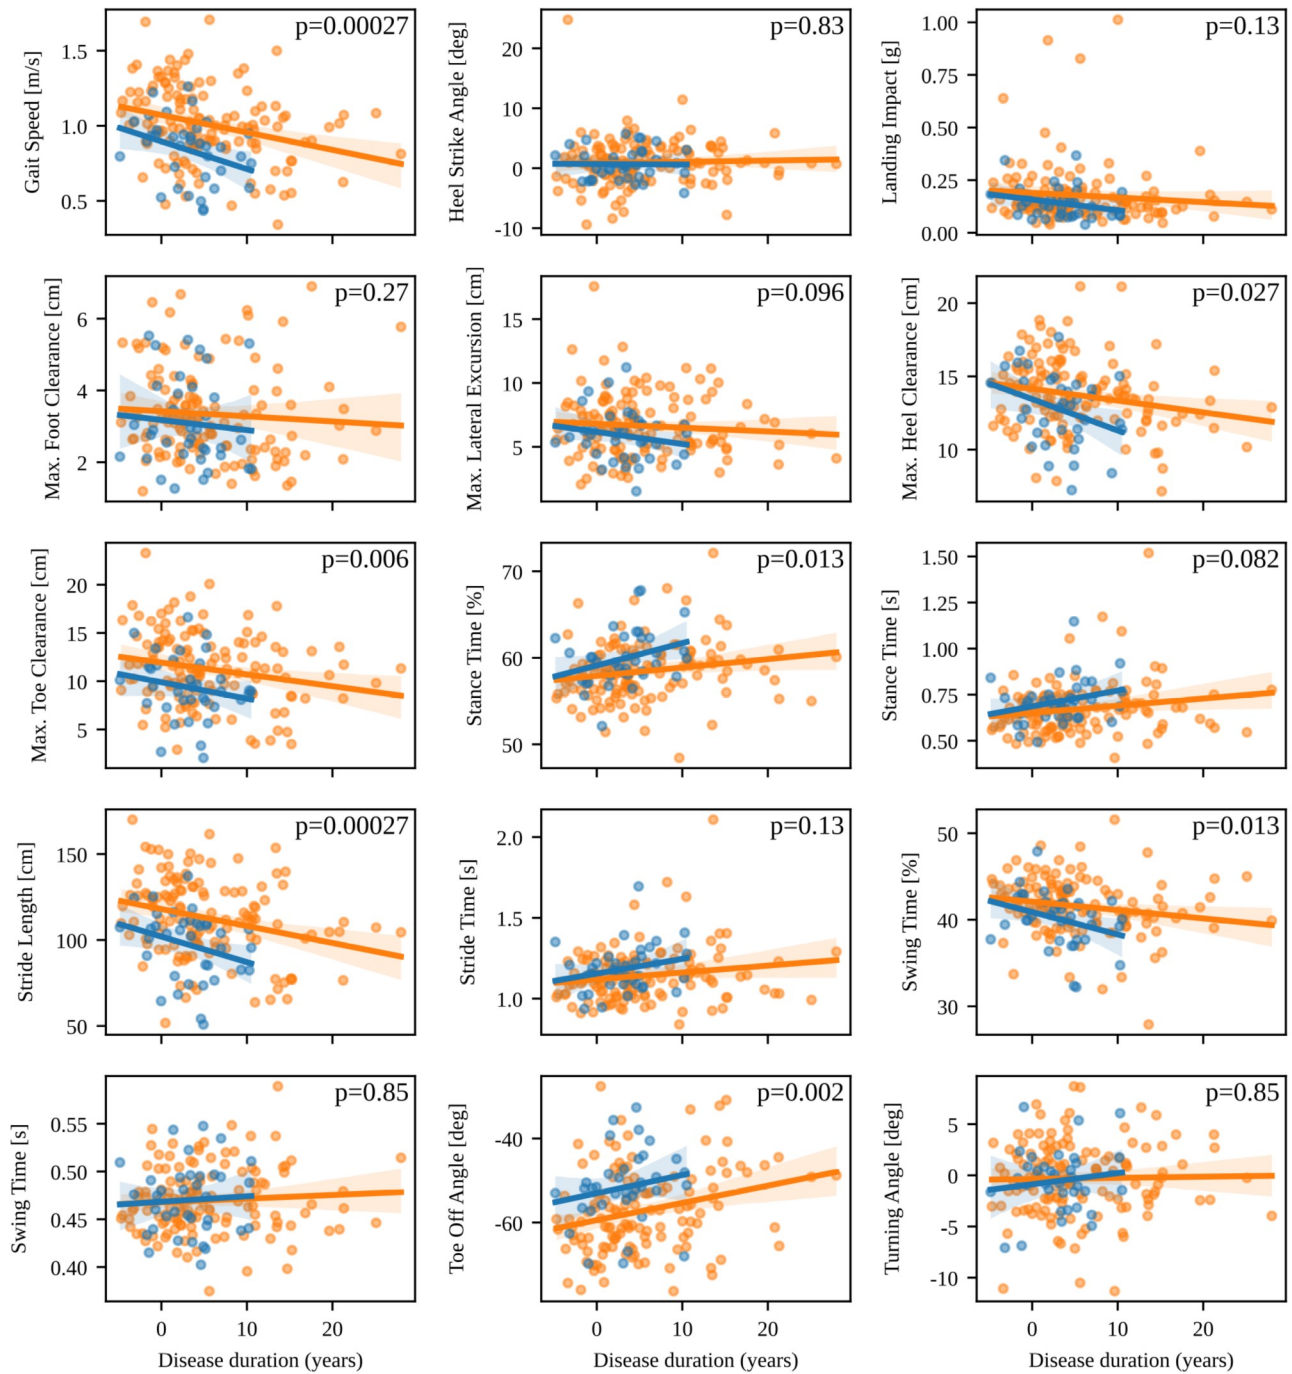 p=0.00027
1.5
1.0
0.5
Gait Speed [m/s]
p=0.83
20
10
0
-10
Heel Strike Angle [deg]
p=0.13
1.00
0.75
0.50
0.25
0.00
Landing Impact [g]
p=0.27
6
4
2
Max. Foot Clearance [cm]
p=0.096
15
10
5
Max. Lateral Excursion [cm]
p=0.027
20
15
10
Max. Heel Clearance [cm]
p=0.006
20
15
10
5
Max. Toe Clearance [cm]
p=0.013
70
60
50
Stance Time [%]
p=0.082
1.50
1.25
1.00
0.75
0.50
Stance Time [s]
p=0.00027
150
100
50
Stride Length [cm]
p=0.13
2.0
1.5
1.0
Stride Time [s]
p=0.013
50
40
30
Swing Time [%]
p=0.85
0.55
0.50
0.45
0.40
Swing Time [s]
0 10 20
Disease duration (years)
p=0.002
-40
-60
Toe Off Angle [deg]
0 10 20
Disease duration (years)
p=0.85
5
0
-5
-10
Turning Angle [deg]
0 10 20
Disease duration (years)